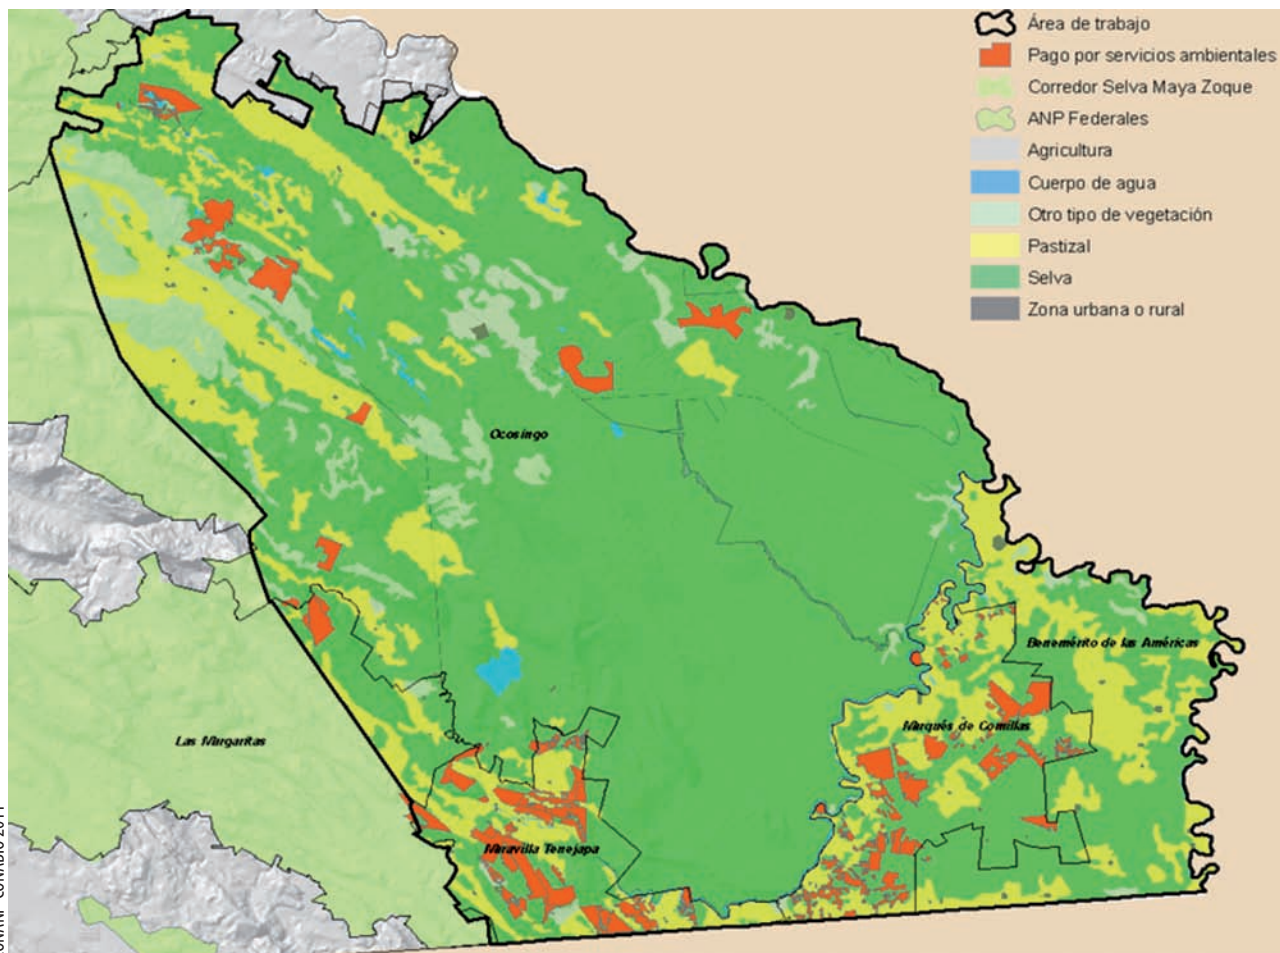 Área de trabajo
Pago por servicios ambientales
Corredor Selva Maya Zoque
ANP Federales
Agricultura
Cuerpo de agua
Otro tipo de vegetación
Pastizal
Selva
Zona urbana o rural
Ocosingo
Benemérito de las Américas
Marqués de Comillas
Las Margaritas
Maravilla Tenejapa